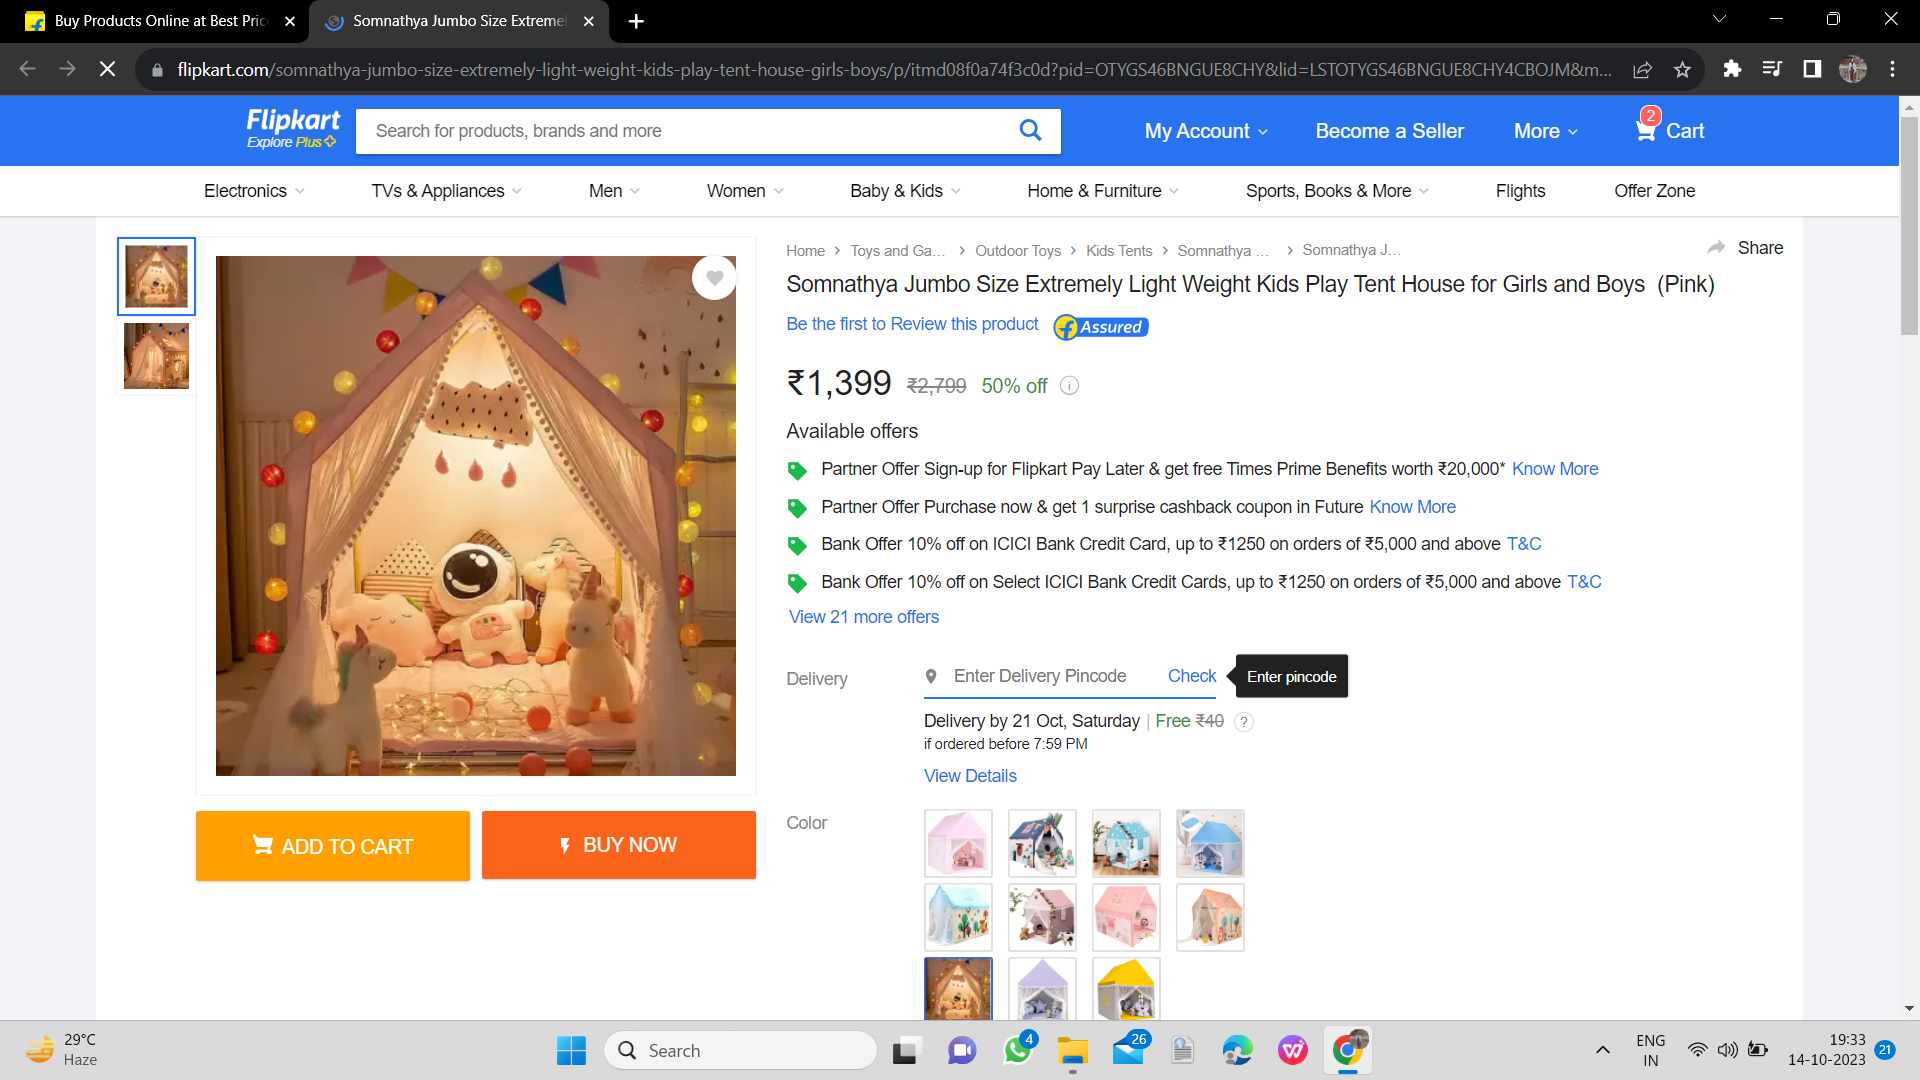 Buy Products Online at Best Pric
Somnathya Jumbo Size Extremel
flipkart.com/somnathya-jumbo-size-extremely-light-weight-kids-play-tent-house-girls-boys/p/itmd08f0a74f3c0d?pid=OTYGS46BNGUE8CHY&lid=LSTOTYGS46BNGUE8CHY4CBOJM&m...
Flipkart
Explore Plus
Search for products, brands and more
My Account
Become a Seller
More
2
Cart
Electronics
TVs & Appliances
Men
Women
Baby & Kids
Home & Furniture
Sports, Books & More
Flights
Offer Zone
Home > Toys and Ga... > Outdoor Toys > Kids Tents > Somnathya ... > Somnathya J...
Share
Somnathya Jumbo Size Extremely Light Weight Kids Play Tent House for Girls and Boys (Pink)
Be the first to Review this product
Assured
₹1,399 ₹2,799 50% off
Available offers
Partner Offer Sign-up for Flipkart Pay Later & get free Times Prime Benefits worth ₹20,000* Know More
Partner Offer Purchase now & get 1 surprise cashback coupon in Future Know More
Bank Offer 10% off on ICICI Bank Credit Card, up to ₹1250 on orders of ₹5,000 and above T&C
Bank Offer 10% off on Select ICICI Bank Credit Cards, up to ₹1250 on orders of ₹5,000 and above T&C
View 21 more offers
Delivery
Enter Delivery Pincode
Check
Enter pincode
Delivery by 21 Oct, Saturday | Free ₹40 ?
if ordered before 7:59 PM
View Details
Color
ADD TO CART
BUY NOW
29°C
Haze
Search
4
26
ENG
IN
19:33
14-10-2023
21